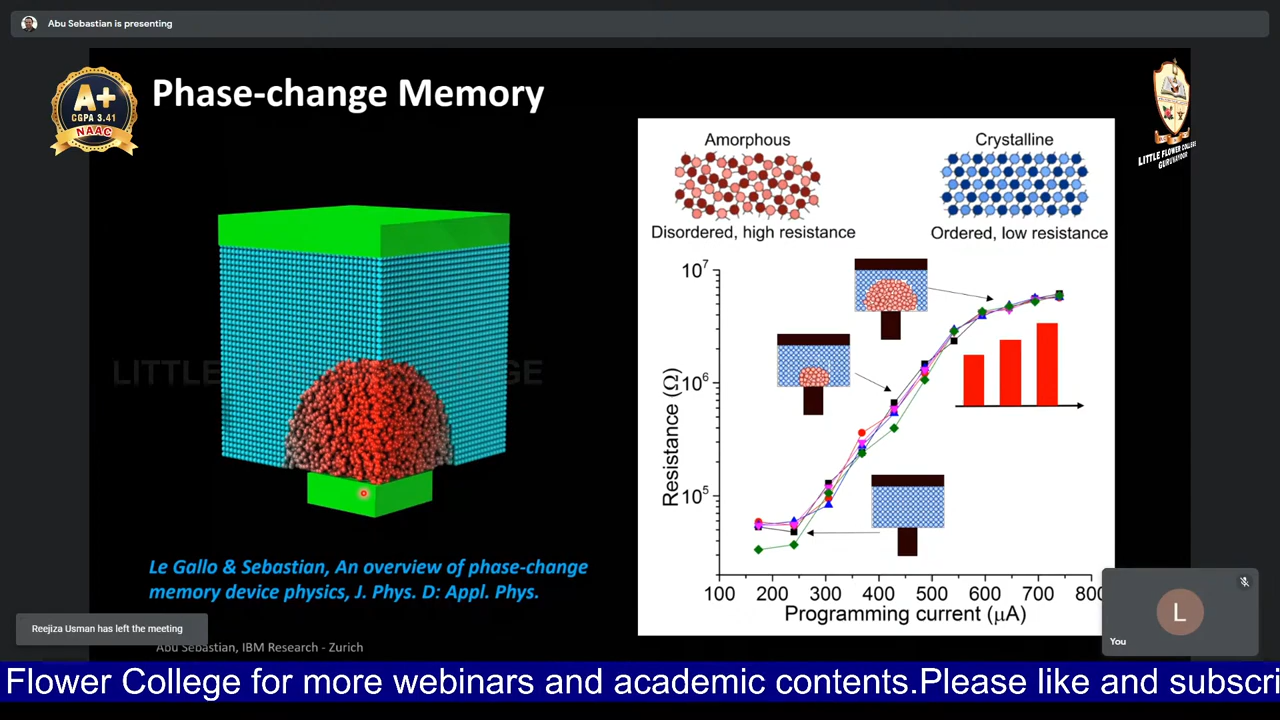 Abu Sebastian is presenting
A+
CGPA 3.41
NAAC
Phase-change Memory
LITTLE FLOWER COLLEGE
GURUVAYOOR
Amorphous
Crystalline
Disordered, high resistance
Ordered, low resistance
10⁷
10⁶
10⁵
Resistance (Ω)
100 200 300 400 500 600 700 800
Programming current (μA)
LITTLE
GE
Le Gallo & Sebastian, An overview of phase-change
memory device physics, J. Phys. D: Appl. Phys.
Reejiza Usman has left the meeting
Abu Sebastian, IBM Research - Zurich
L
You
Flower College for more webinars and academic contents.Please like and subscri